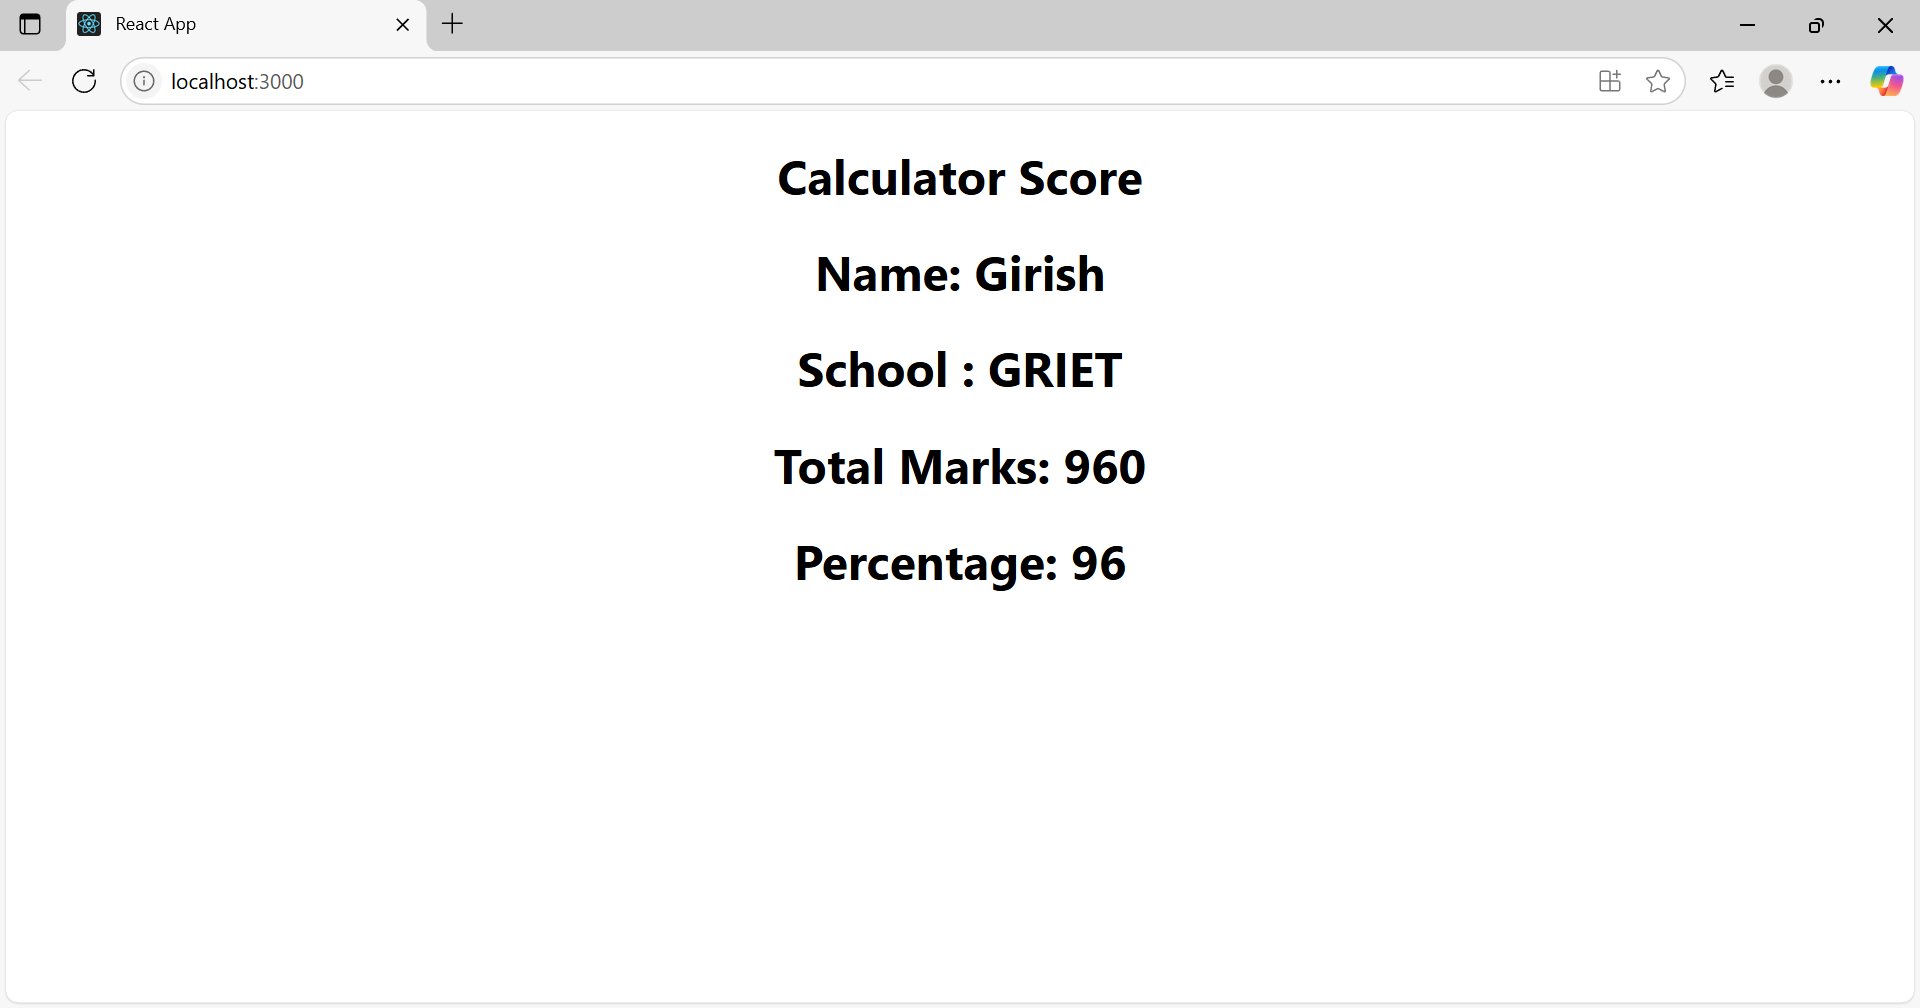 React App
localhost:3000
Calculator Score
Name: Girish
School : GRIET
Total Marks: 960
Percentage: 96